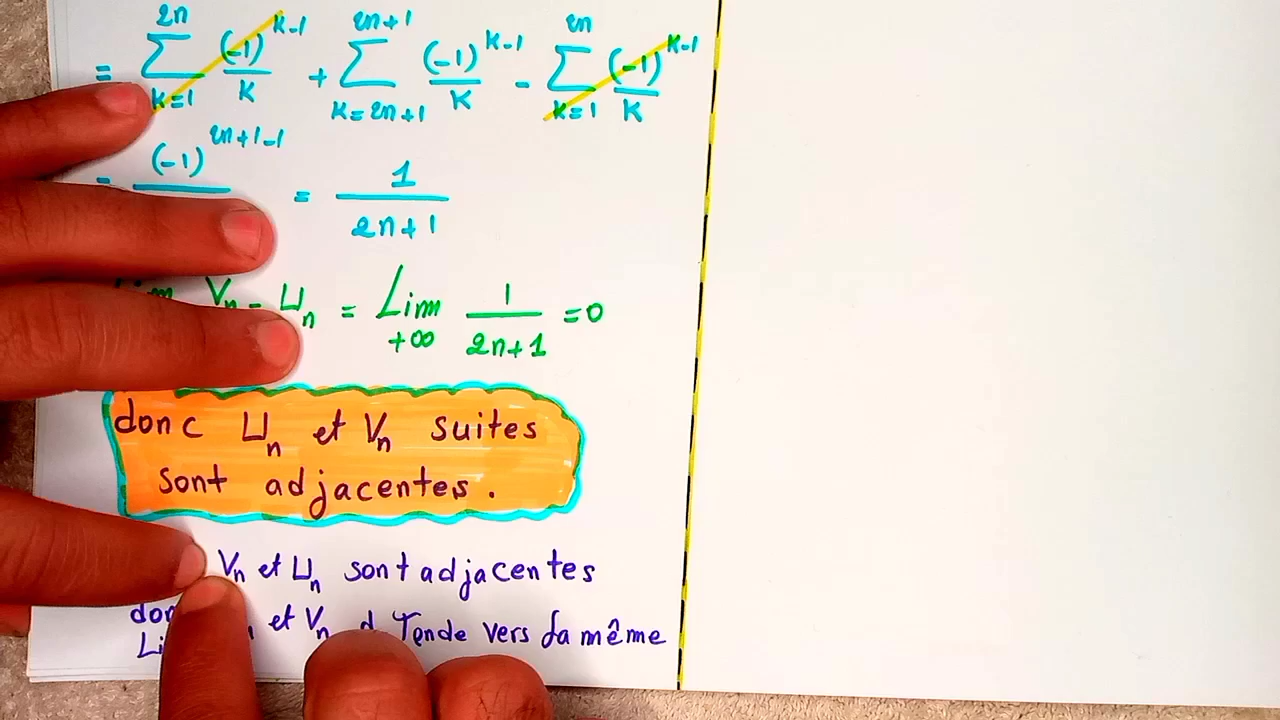 = 2n ∑ k=1 (-1)^k-1 / k + 2n+1 ∑ k=2n+1 (-1)^k-1 / k - 2n ∑ k=1 (-1)^k-1 / k
= (-1)^2n+1-1 = 1 / 2n+1
Vn - Un = Lim +∞ 1 / 2n+1 = 0
donc Un et Vn suites
sont adjacentes.
Vn et Un sont adjacentes
et Vn Tende vers la même